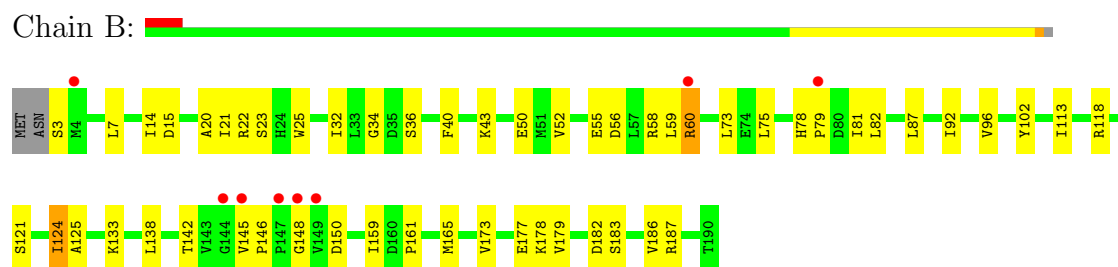 Chain B:
MET ASN S3 M4 L7 I14 D15 A20 I21 R22 S23 H24 W25 I32 L33 G34 D35 S36 F40 K43 E50 M51 V52 E55 D56 L57 R58 L59 R60 L73 E74 L75 H78 P79 D80 I81 L82 L87 I92 V96 Y102 I113 R118
S121 I124 A125 K133 L138 T142 V143 G144 V145 P146 P147 G148 V149 D150 I159 D160 P161 M165 V173 E177 K178 V179 D182 S183 V186 R187 T190